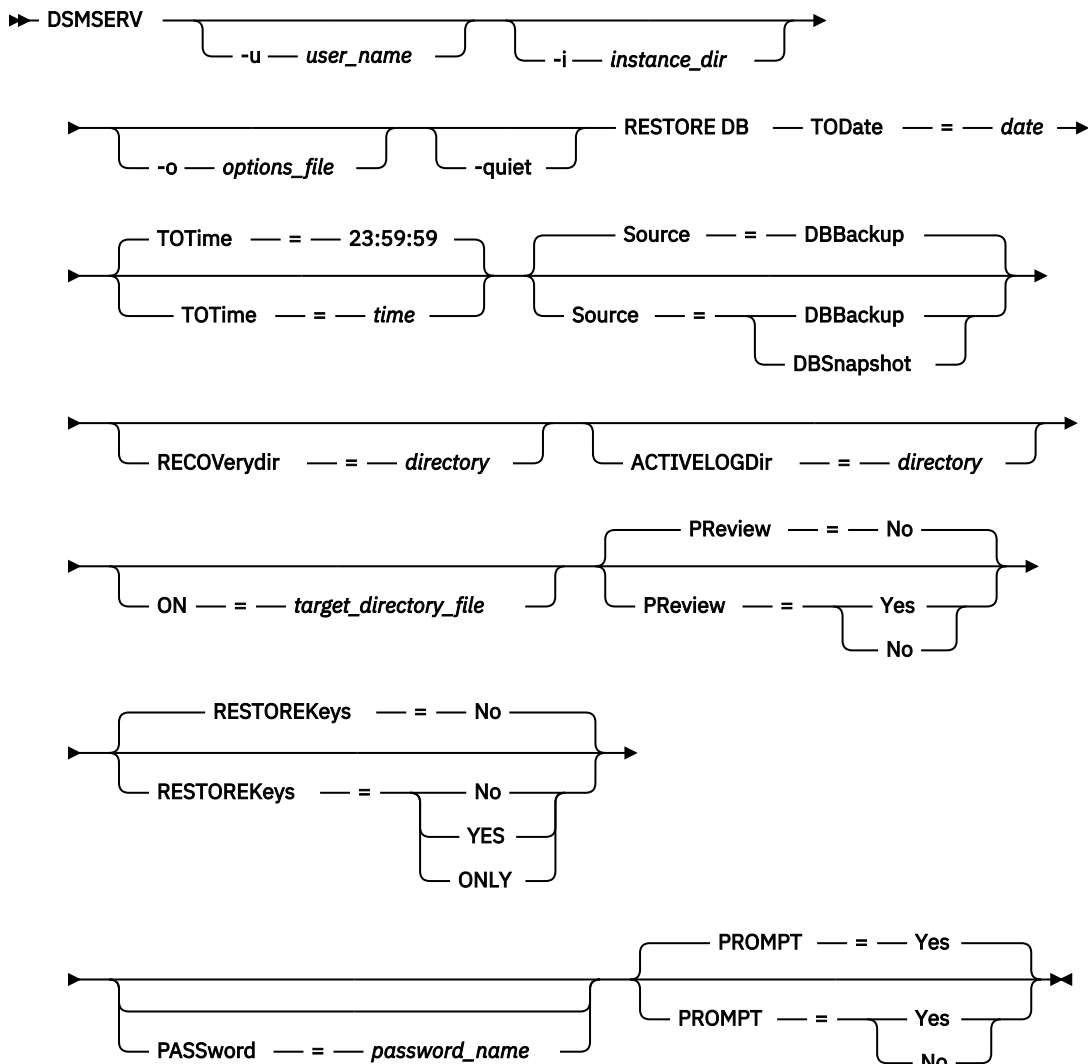 DSMSERV
-u user_name -i instance_dir
RESTORE DB TODate = date
-o options_file -quiet
TOTime = 23:59:59 Source = DBBackup
TOTime = time Source = DBBackup
DBSnapshot
RECOVerydir = directory ACTIVELOGDir = directory
PReview = No
ON = target_directory_file PReview = Yes
No
RESTOREKeys = No
RESTOREKeys = No
YES
ONLY
PROMPT = Yes
PROMPT = Yes
PASSword = password_name No